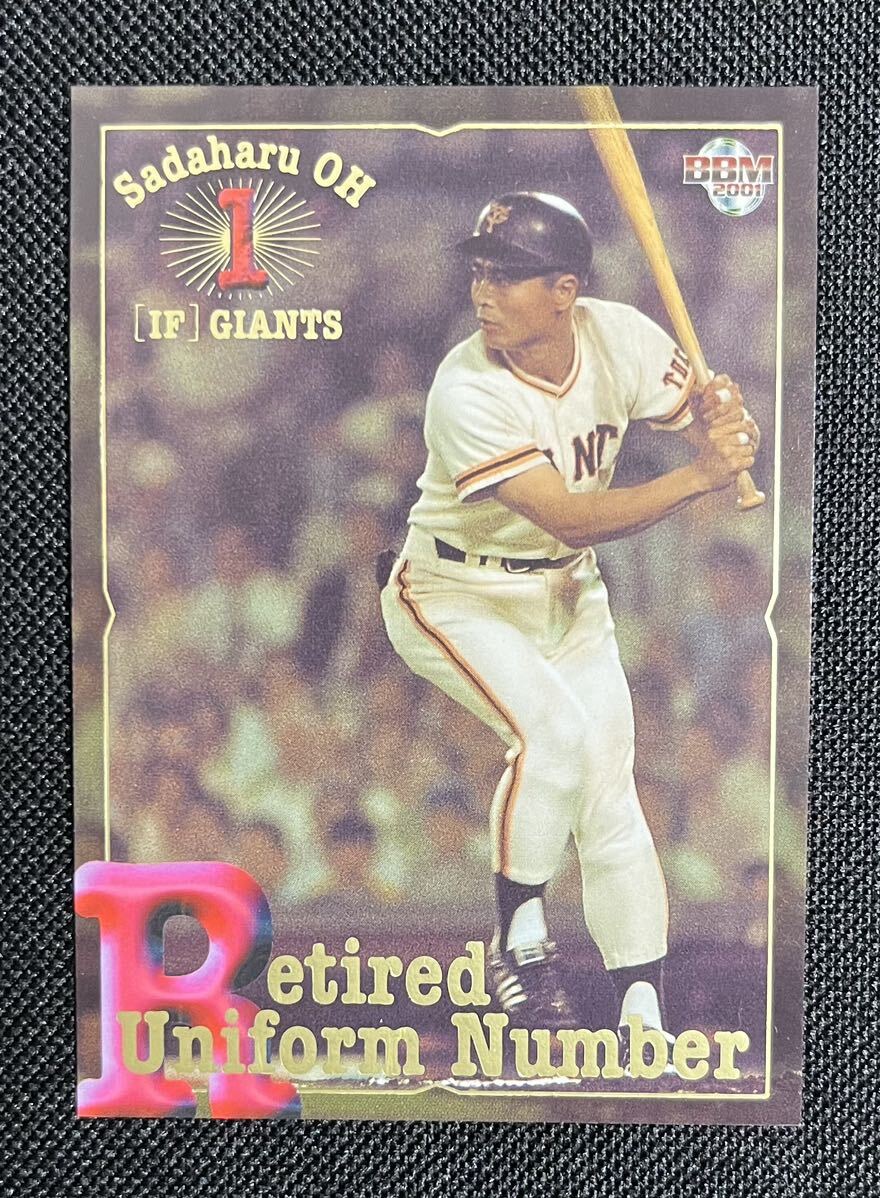 Sadaharu OH
1
[IF] GIANTS
BBM
2001
Retired
Uniform Number